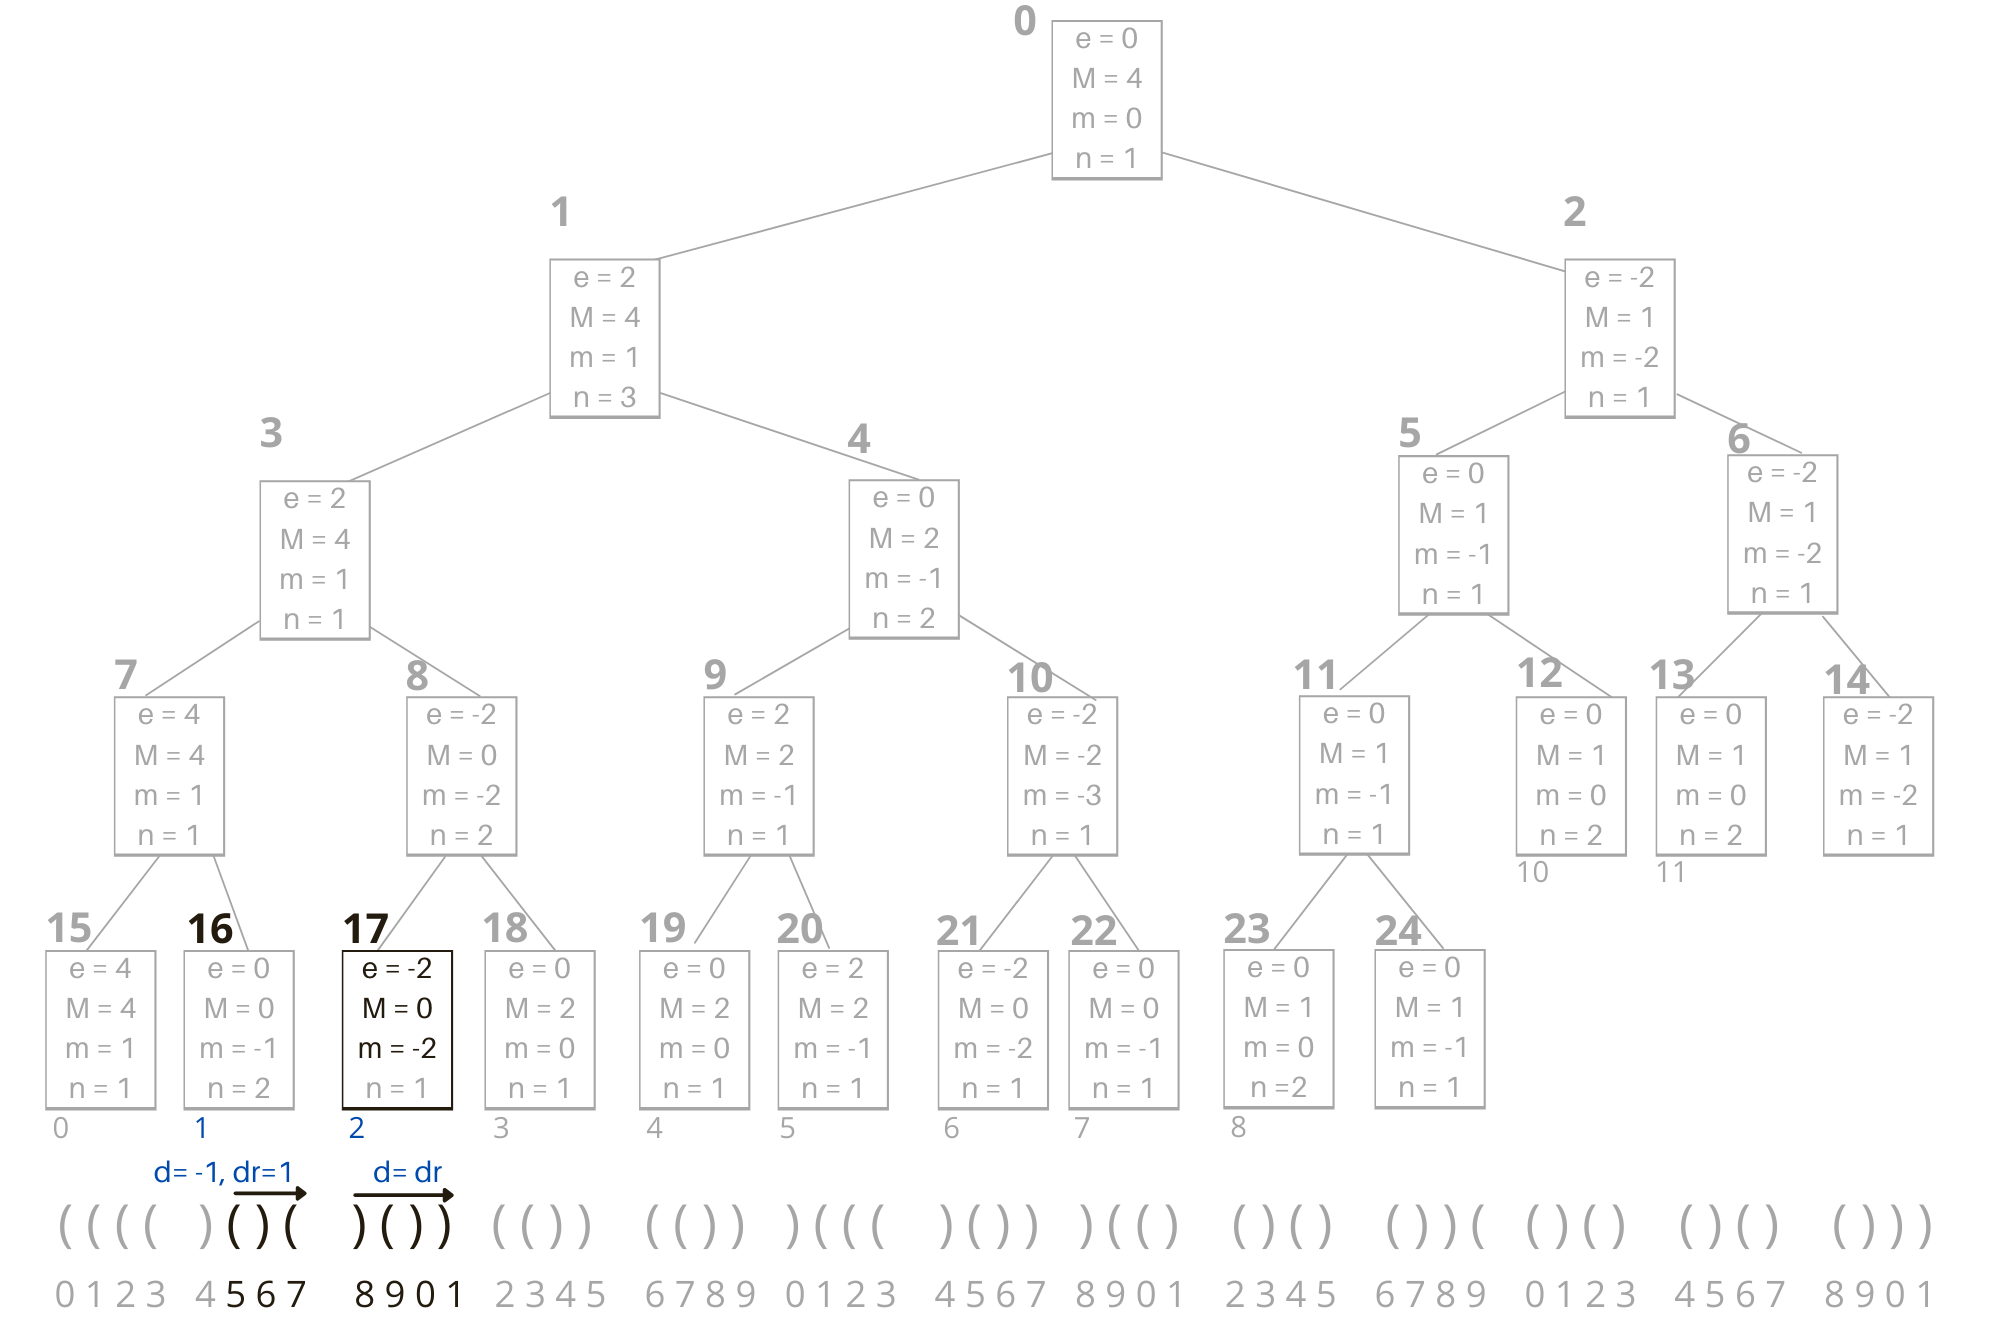 0
e = 0
M = 4
m = 0
n = 1
1
e = 2
M = 4
m = 1
n = 3
2
e = -2
M = 1
m = -2
n = 1
3
e = 2
M = 4
m = 1
n = 1
4
e = 0
M = 2
m = -1
n = 2
5
e = 0
M = 1
m = -1
n = 1
6
e = -2
M = 1
m = -2
n = 1
7
e = 4
M = 4
m = 1
n = 1
8
e = -2
M = 0
m = -2
n = 2
9
e = 2
M = 2
m = -1
n = 1
10
e = -2
M = -2
m = -3
n = 1
11
e = 0
M = 1
m = -1
n = 1
12
e = 0
M = 1
m = 0
n = 2
10
13
e = 0
M = 1
m = 0
n = 2
11
14
e = -2
M = 1
m = -2
n = 1
15
e = 4
M = 4
m = 1
n = 1
0
16
e = 0
M = 0
m = -1
n = 2
1
17
e = -2
M = 0
m = -2
n = 1
2
18
e = 0
M = 2
m = 0
n = 1
3
19
e = 0
M = 2
m = 0
n = 1
4
20
e = 2
M = 2
m = -1
n = 1
5
21
e = -2
M = 0
m = -2
n = 1
6
22
e = 0
M = 0
m = -1
n = 1
7
23
e = 0
M = 1
m = 0
n =2
8
24
e = 0
M = 1
m = -1
n = 1
d= -1, dr=1 d= dr
( ( ( ( ) ( ) ( ) ( ) ) ( ( ) ) ( ( ) ) ) ( ( ( ) ( ) ) ) ( ( ) ( ) ( ) ( ) ) ( ( ) ( ) ( ) ( ) ( ) ) )
0 1 2 3 4 5 6 7 8 9 0 1 2 3 4 5 6 7 8 9 0 1 2 3 4 5 6 7 8 9 0 1 2 3 4 5 6 7 8 9 0 1 2 3 4 5 6 7 8 9 0 1